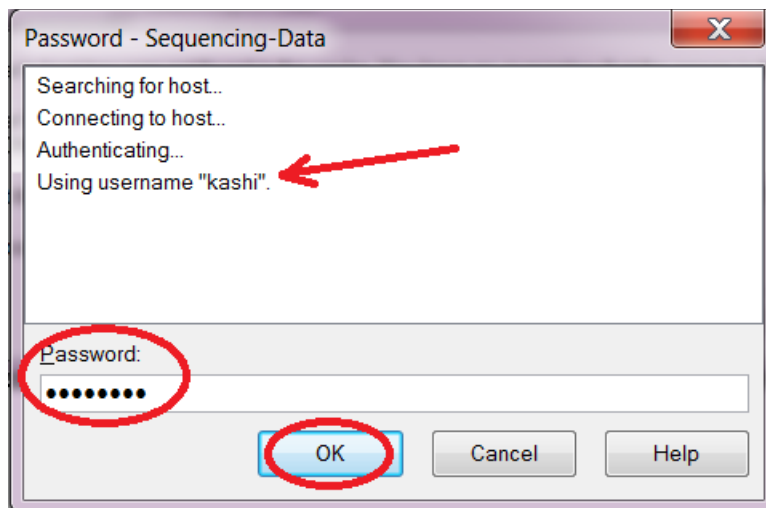 Password - Sequencing-Data
Searching for host...
Connecting to host...
Authenticating...
Using username "kashi".
Password:
••••••••
OK Cancel Help